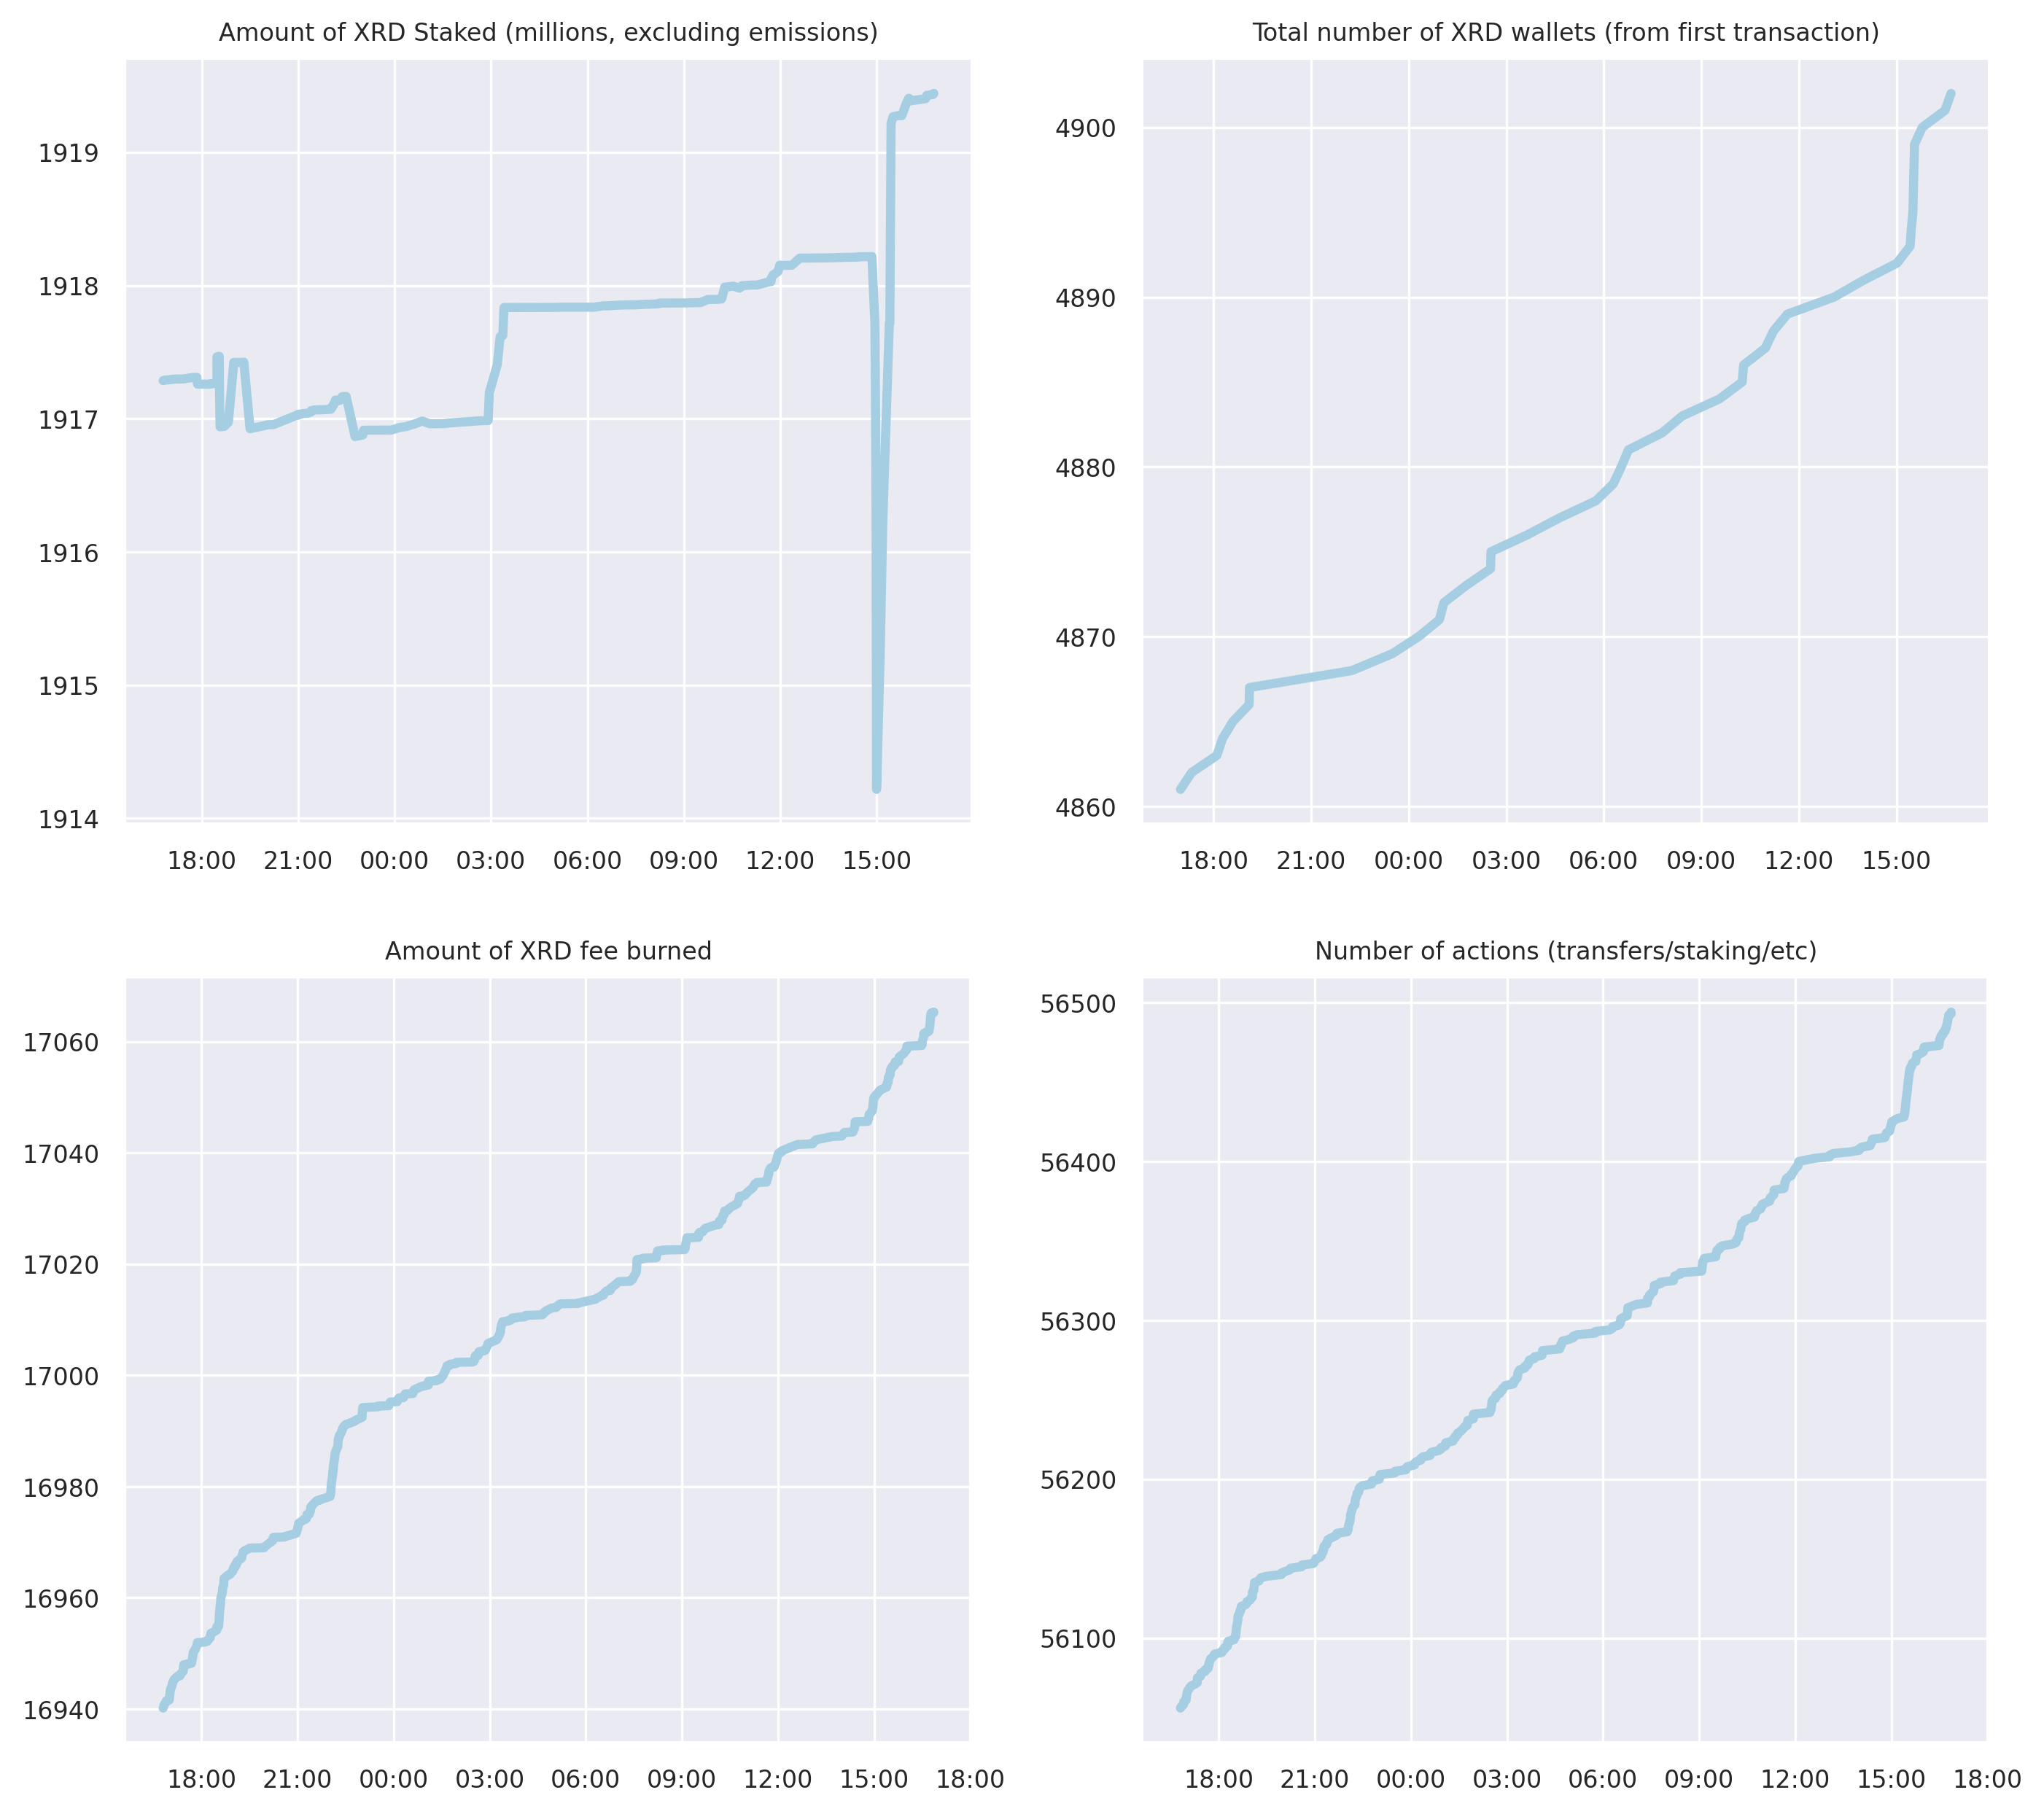 Amount of XRD Staked (millions, excluding emissions)
1919
1918
1917
1916
1915
1914
18:00 21:00 00:00 03:00 06:00 09:00 12:00 15:00
Total number of XRD wallets (from first transaction)
4900
4890
4880
4870
4860
18:00 21:00 00:00 03:00 06:00 09:00 12:00 15:00
Amount of XRD fee burned
17060
17040
17020
17000
16980
16960
16940
18:00 21:00 00:00 03:00 06:00 09:00 12:00 15:00 18:00
Number of actions (transfers/staking/etc)
56500
56400
56300
56200
56100
18:00 21:00 00:00 03:00 06:00 09:00 12:00 15:00 18:00